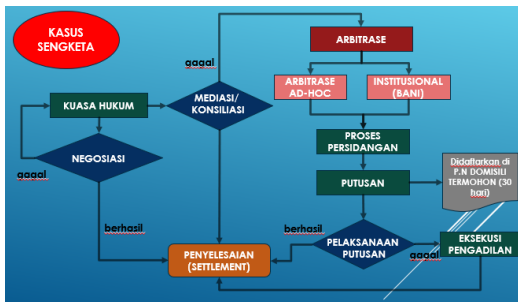 KASUS
SENGKETA
gagal
ARBITRASE
ARBITRASE
AD-HOC
INSTITUSIONAL
(BANI)
KUASA HUKUM
MEDIASI/
KONSILIASI
NEGOSIASI
gagal
PROSES
PERSIDANGAN
PUTUSAN
Didaftarkan di
P.N DOMISILI
TERMOHON (30
hari)
berhasil
berhasil
PELAKSANAAN
PUTUSAN
gagal
EKSEKUSI
PENGADILAN
PENYELESAIAN
(SETTLEMENT)